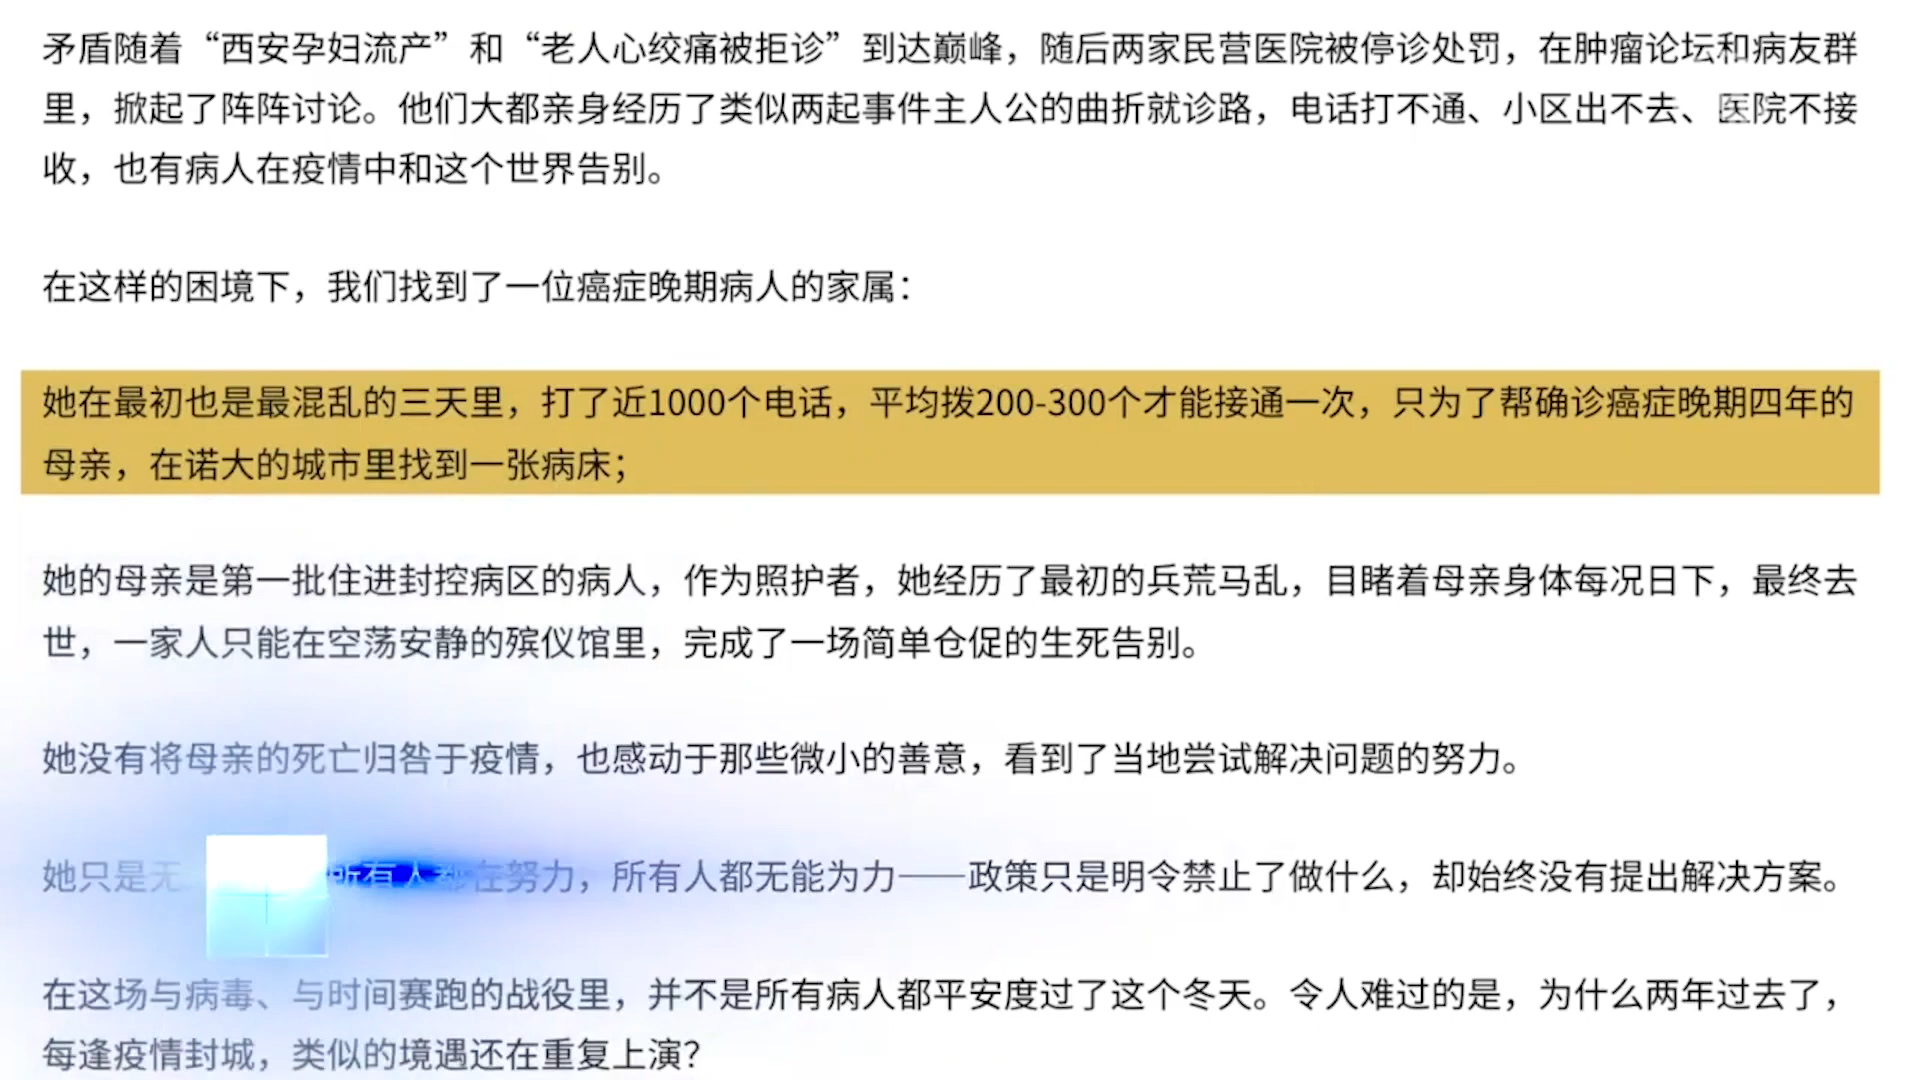 矛盾随着“西安孕妇流产”和“老人心绞痛被拒诊”到达巅峰，随后两家民营医院被停诊处罚，在肿瘤论坛和病友群
里，掀起了阵阵讨论。他们大都亲身经历了类似两起事件主人公的曲折就诊路，电话打不通、小区出不去、医院不接
收，也有病人在疫情中和这个世界告别。
在这样的困境下，我们找到了一位癌症晚期病人的家属：
她在最初也是最混乱的三天里，打了近1000个电话，平均拨200-300个才能接通一次，只为了帮确诊癌症晚期四年的
母亲，在诺大的城市里找到一张病床；
她的母亲是第一批住进封控病区的病人，作为照护者，她经历了最初的兵荒马乱，目睹着母亲身体每况日下，最终去
世，一家人只能在空荡安静的殡仪馆里，完成了一场简单仓促的生死告别。
她没有将母亲的死亡归咎于疫情，也感动于那些微小的善意，看到了当地尝试解决问题的努力。
她只是无 所有人都在努力，所有人都无能为力——政策只是明令禁止了做什么，却始终没有提出解决方案。
在这场与病毒、与时间赛跑的战役里，并不是所有病人都平安度过了这个冬天。令人难过的是，为什么两年过去了，
每逢疫情封城，类似的境遇还在重复上演？